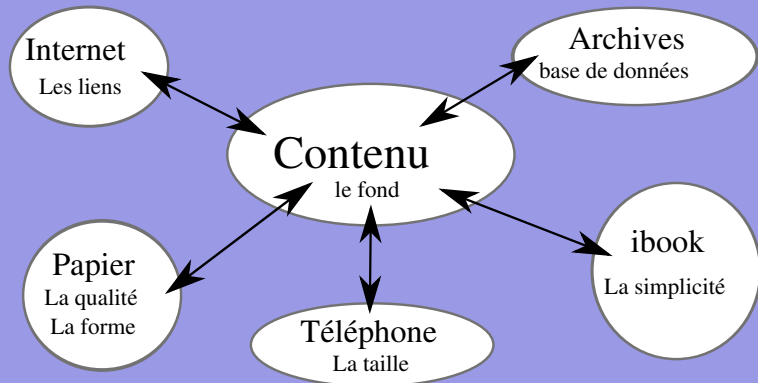 Internet
Les liens
Archives
base de données
Contenu
le fond
Papier
La qualité
La forme
Téléphone
La taille
ibook
La simplicité